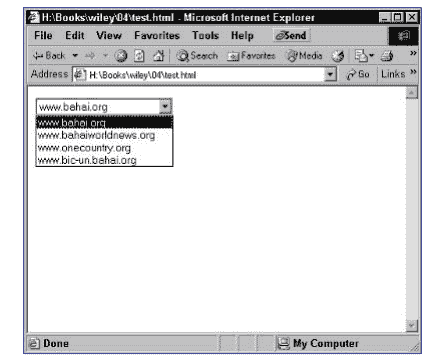 H:\Books\wiley\04\test.html - Microsoft Internet Explorer
File Edit View Favorites Tools Help Send
Back Search Favorites Media »
Address H:\Books\wiley\04\test.html Go Links »
www.bahai.org
www.bahai.org
www.bahaiworldnews.org
www.onecountry.org
www.bic-un.bahai.org
Done My Computer